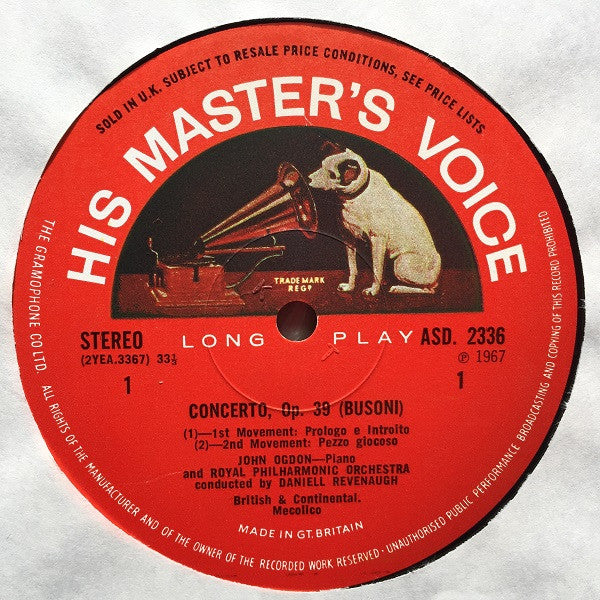 SOLD IN U.K. SUBJECT TO RESALE PRICE CONDITIONS, SEE PRICE LISTS
HIS MASTER'S VOICE
TRADE MARK
REGD
STEREO
(2YEA.3367) 33⅓
1
LONG PLAY
ASD. 2336
℗ 1967
1
CONCERTO, Op. 39 (BUSONI)
(1)—1st Movement: Prologo e Introito
(2)—2nd Movement: Pezzo giocoso
JOHN OGDON—Piano
and ROYAL PHILHARMONIC ORCHESTRA
conducted by DANIELL REVENAUGH
British & Continental.
Mecolico
MADE IN GT. BRITAIN
THE GRAMOPHONE CO. LTD. ALL RIGHTS OF THE MANUFACTURER AND OF THE OWNER OF THE RECORDED WORK RESERVED · UNAUTHORISED PUBLIC PERFORMANCE BROADCASTING AND COPYING OF THIS RECORD PROHIBITED